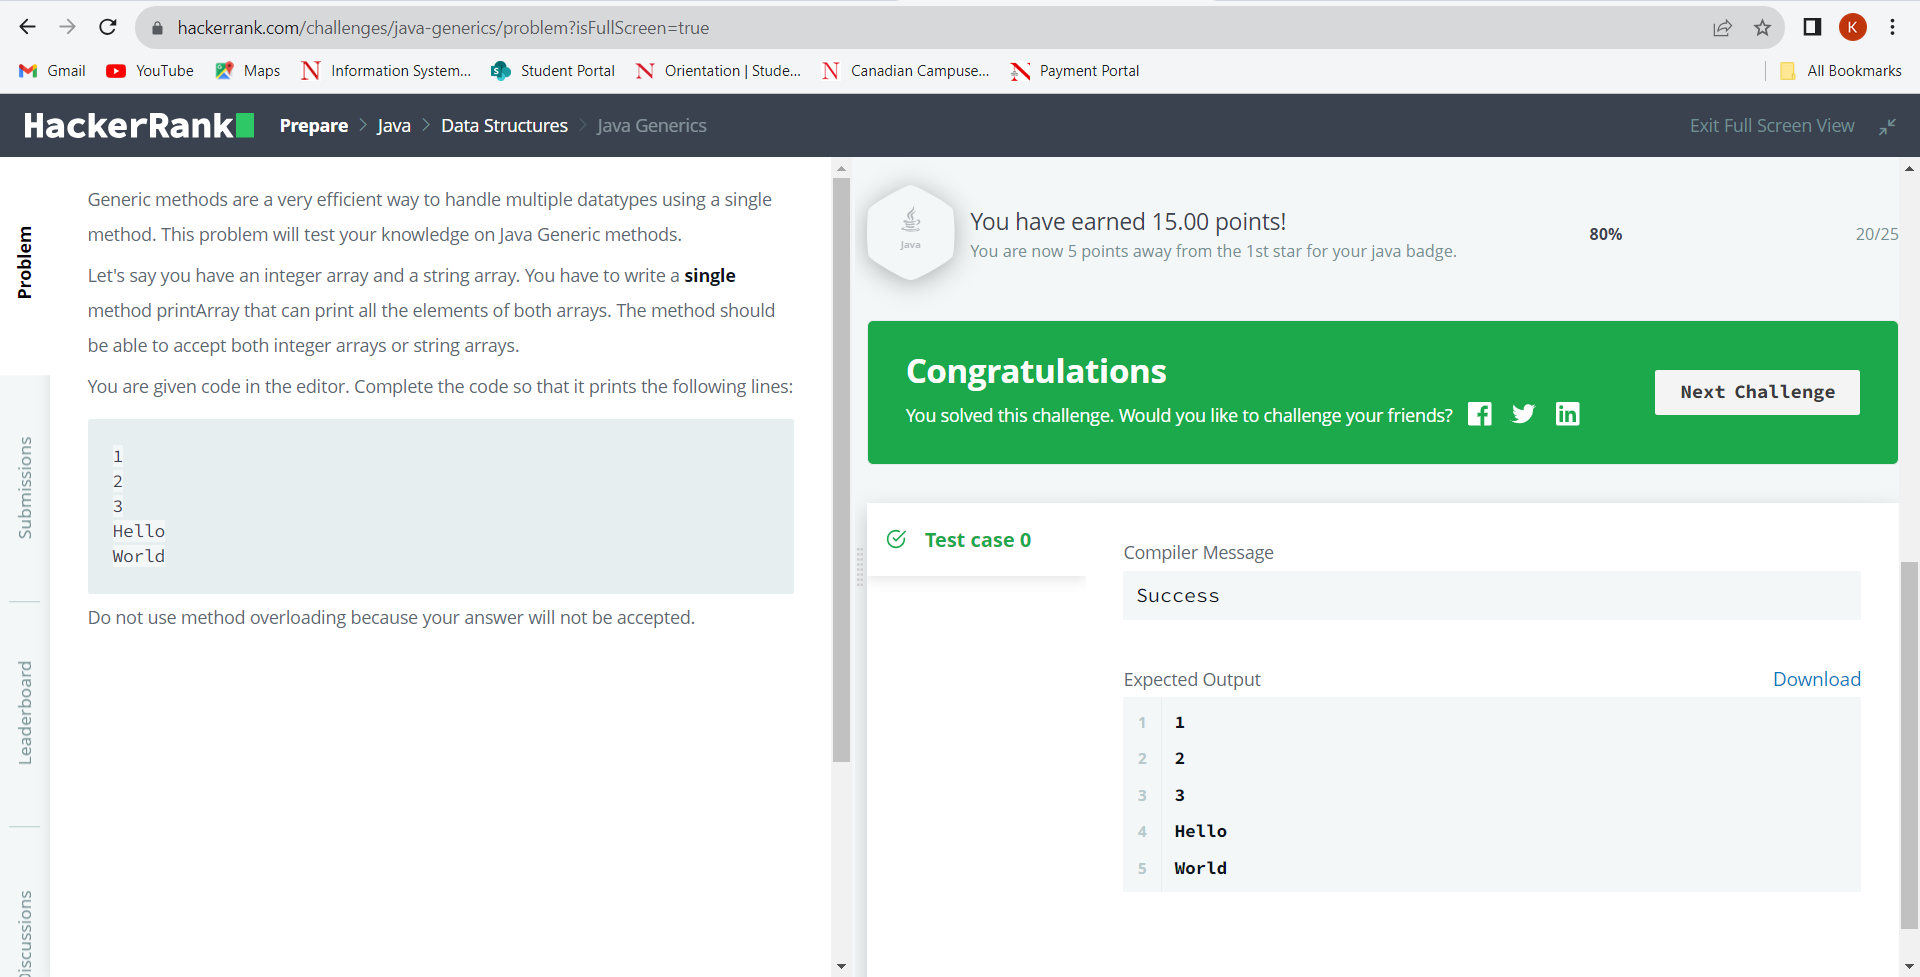 hackerrank.com/challenges/java-generics/problem?isFullScreen=true
K
Gmail YouTube Maps Information System... Student Portal Orientation | Stude... Canadian Campuse... Payment Portal All Bookmarks
HackerRank Prepare > Java > Data Structures > Java Generics Exit Full Screen View
Problem
Submissions
Leaderboard
Discussions
Generic methods are a very efficient way to handle multiple datatypes using a single
method. This problem will test your knowledge on Java Generic methods.
Let's say you have an integer array and a string array. You have to write a single
method printArray that can print all the elements of both arrays. The method should
be able to accept both integer arrays or string arrays.
You are given code in the editor. Complete the code so that it prints the following lines:
1
2
3
Hello
World
Do not use method overloading because your answer will not be accepted.
Java
You have earned 15.00 points!
You are now 5 points away from the 1st star for your java badge.
80% 20/25
Congratulations
You solved this challenge. Would you like to challenge your friends?
Next Challenge
Test case 0
Compiler Message
Success
Expected Output Download
1 1
2 2
3 3
4 Hello
5 World